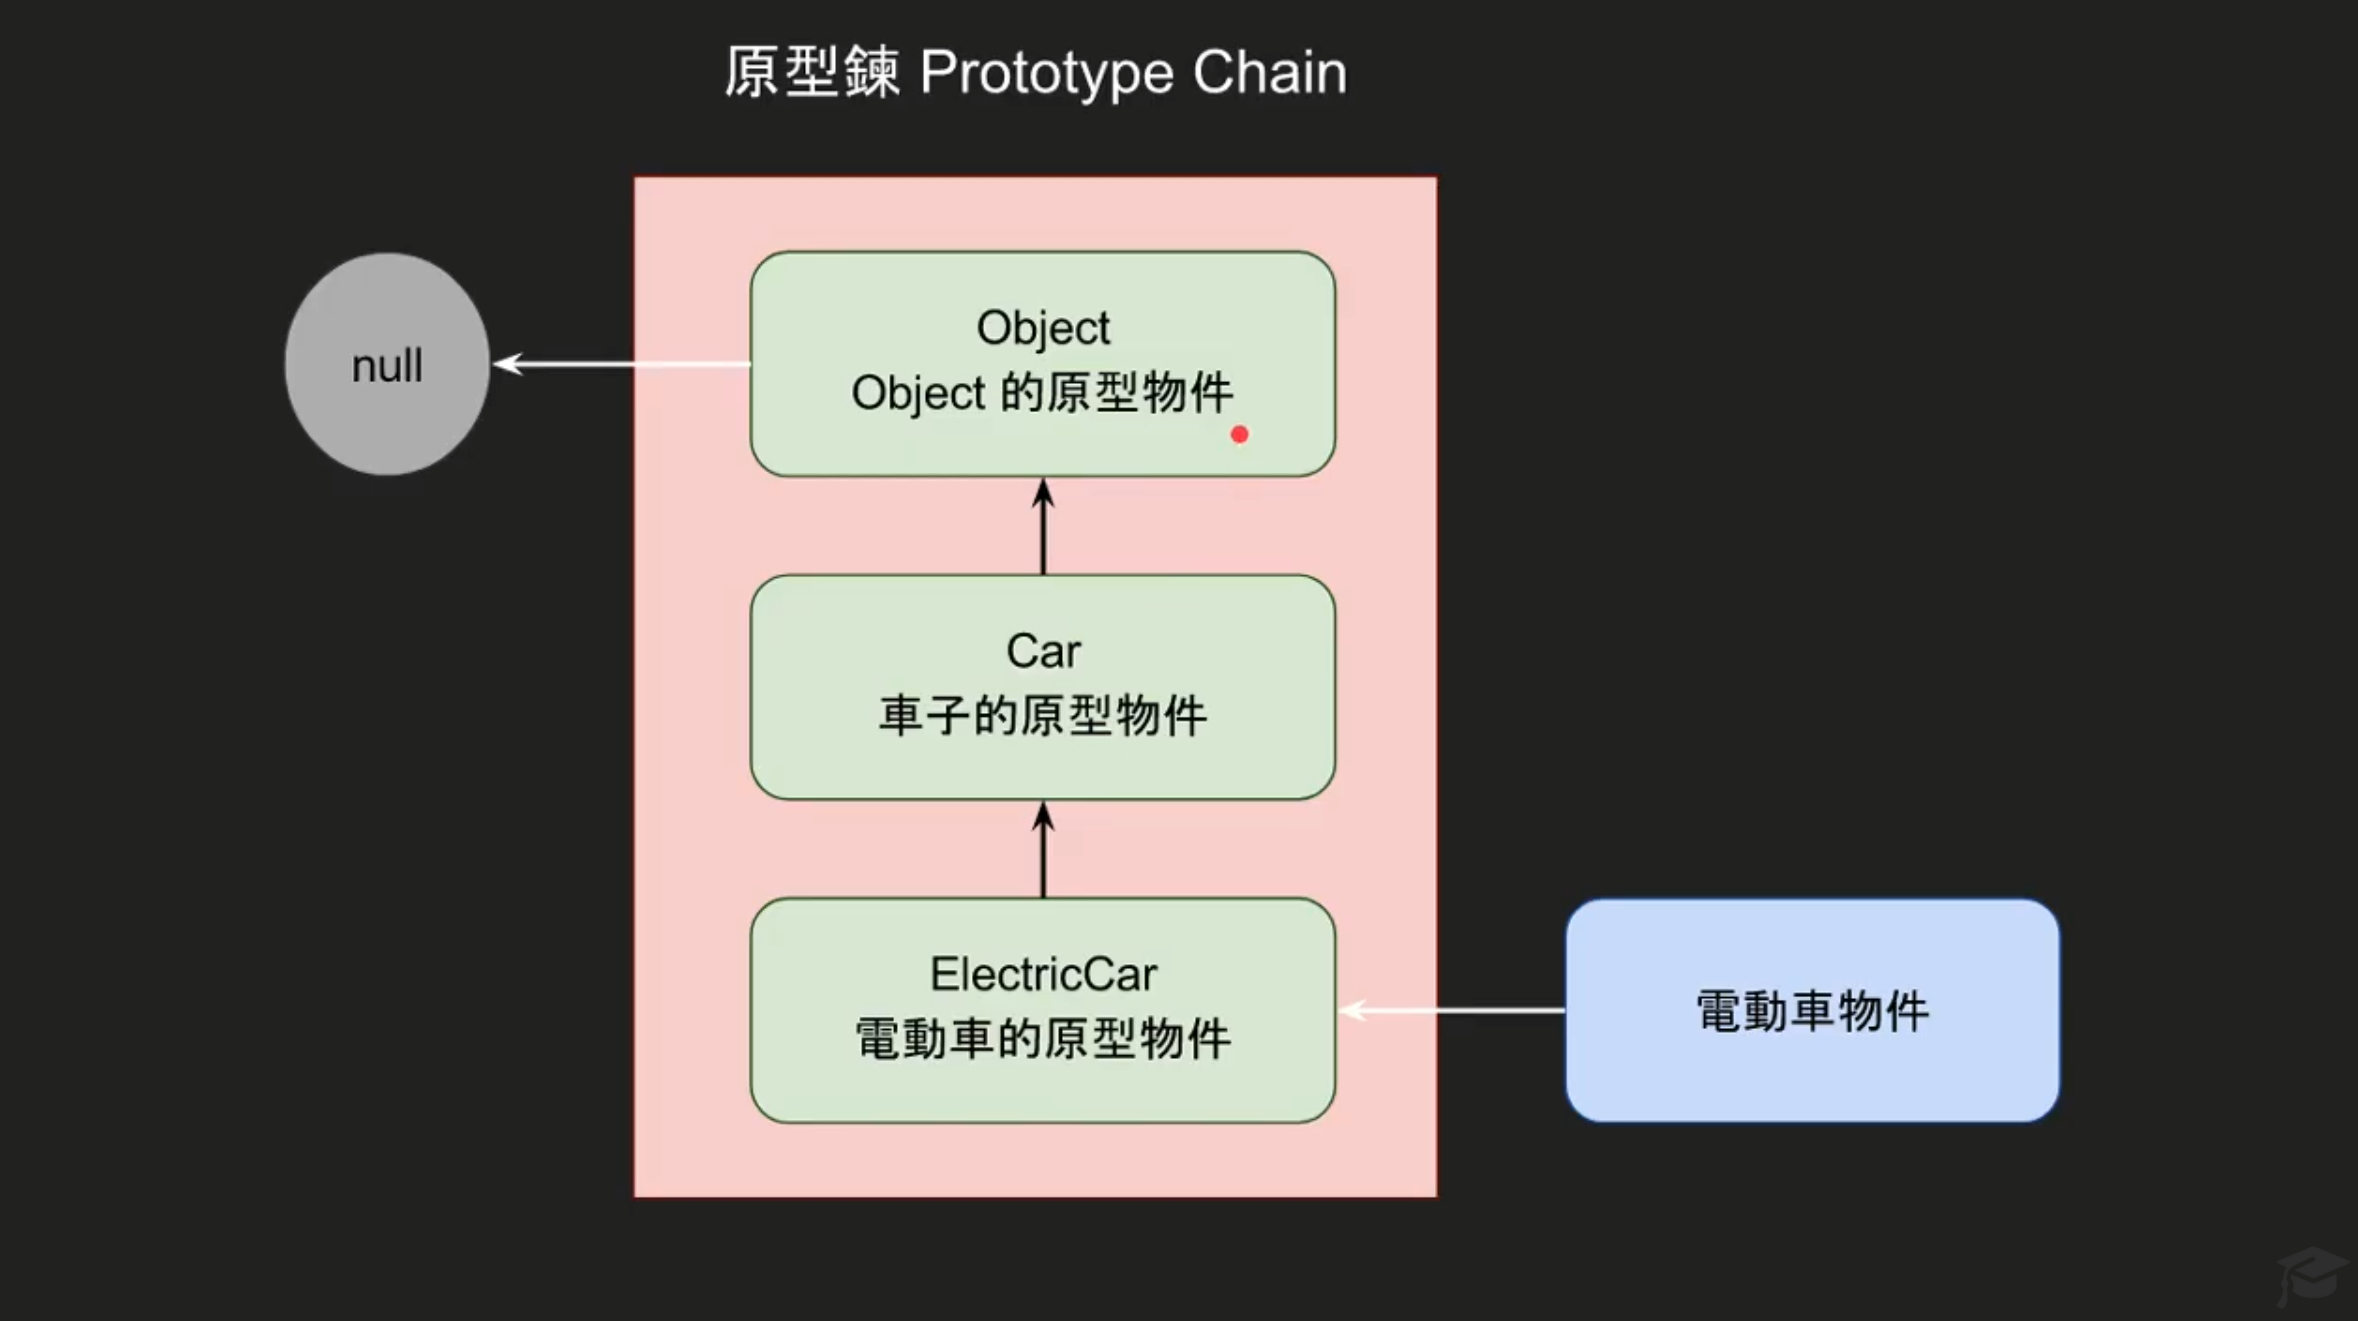 原型鍊 Prototype Chain
null
Object
Object 的原型物件
Car
車子的原型物件
ElectricCar
電動車的原型物件
電動車物件